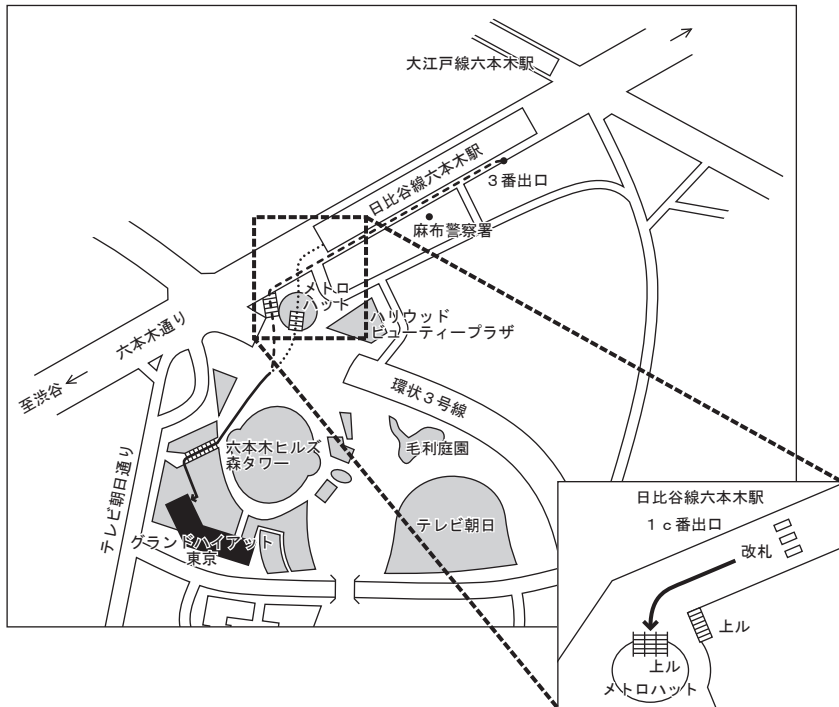 大江戸線六本木駅
日比谷線六本木駅
3番出口
麻布警察署
メトロ
ハット
ハリウッド
ビューティープラザ
六本木通り
至渋谷
環状3号線
六本木ヒルズ
森タワー
毛利庭園
テレビ朝日通り
テレビ朝日
グランドハイアット
東京
日比谷線六本木駅
1c番出口
改札
上ル
上ル
メトロハット